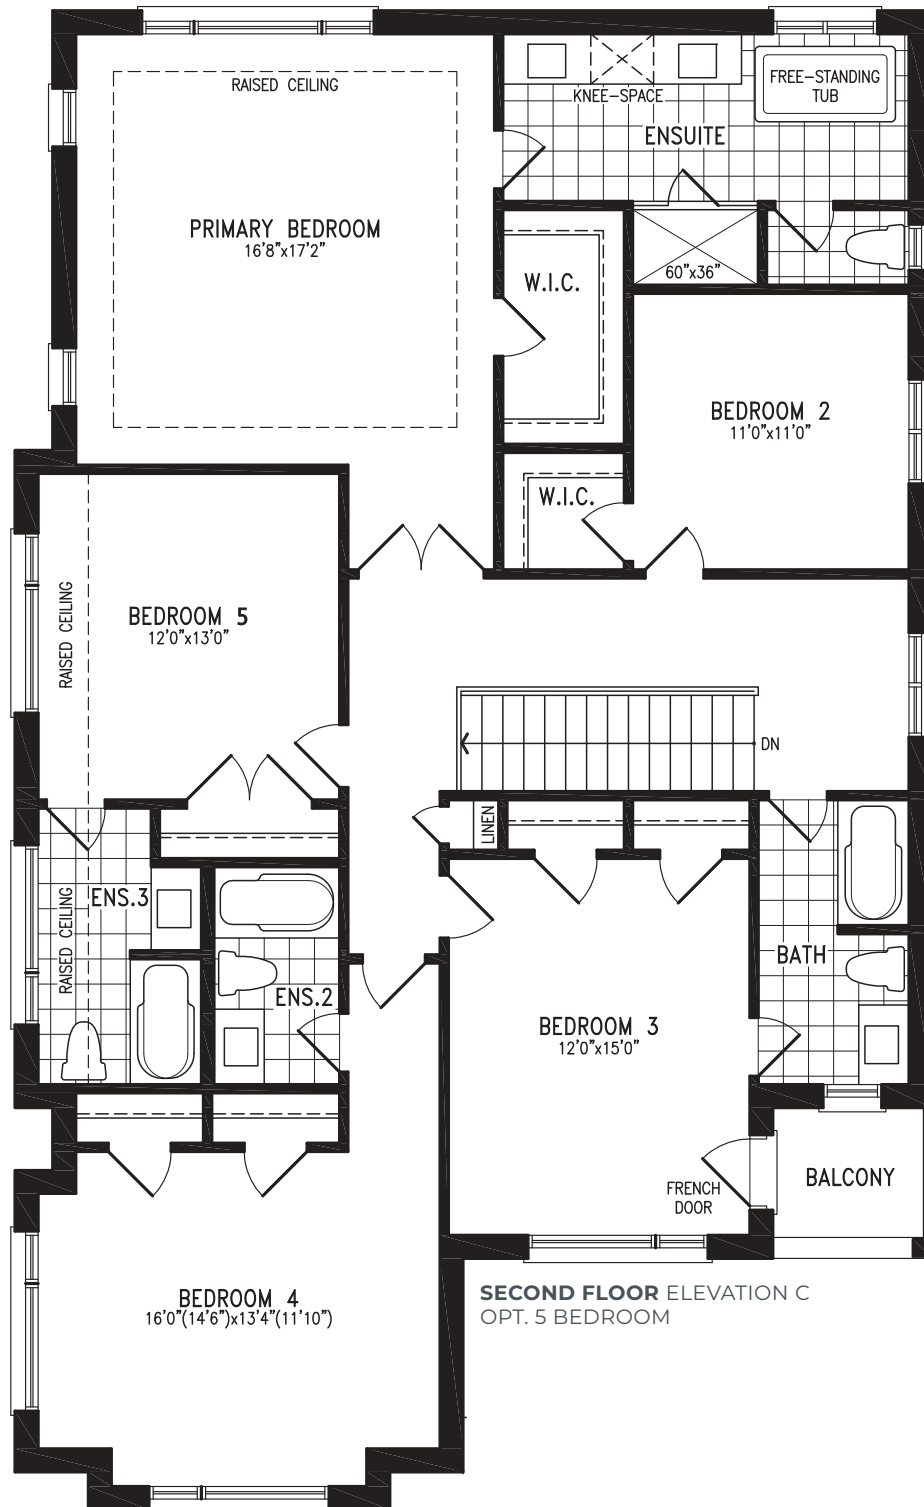 RAISED CEILING
KNEE-SPACE
FREE-STANDING
TUB
ENSUITE
PRIMARY BEDROOM
16'8"x17'2"
W.I.C.
60"x36"
BEDROOM 2
11'0"x11'0"
W.I.C.
BEDROOM 5
12'0"x13'0"
RAISED CEILING
DN
LINEN
ENS.3
RAISED CEILING
ENS.2
BATH
BEDROOM 3
12'0"x15'0"
FRENCH
DOOR
BALCONY
BEDROOM 4
16'0"(14'6")x13'4"(11'10")
SECOND FLOOR ELEVATION C
OPT. 5 BEDROOM